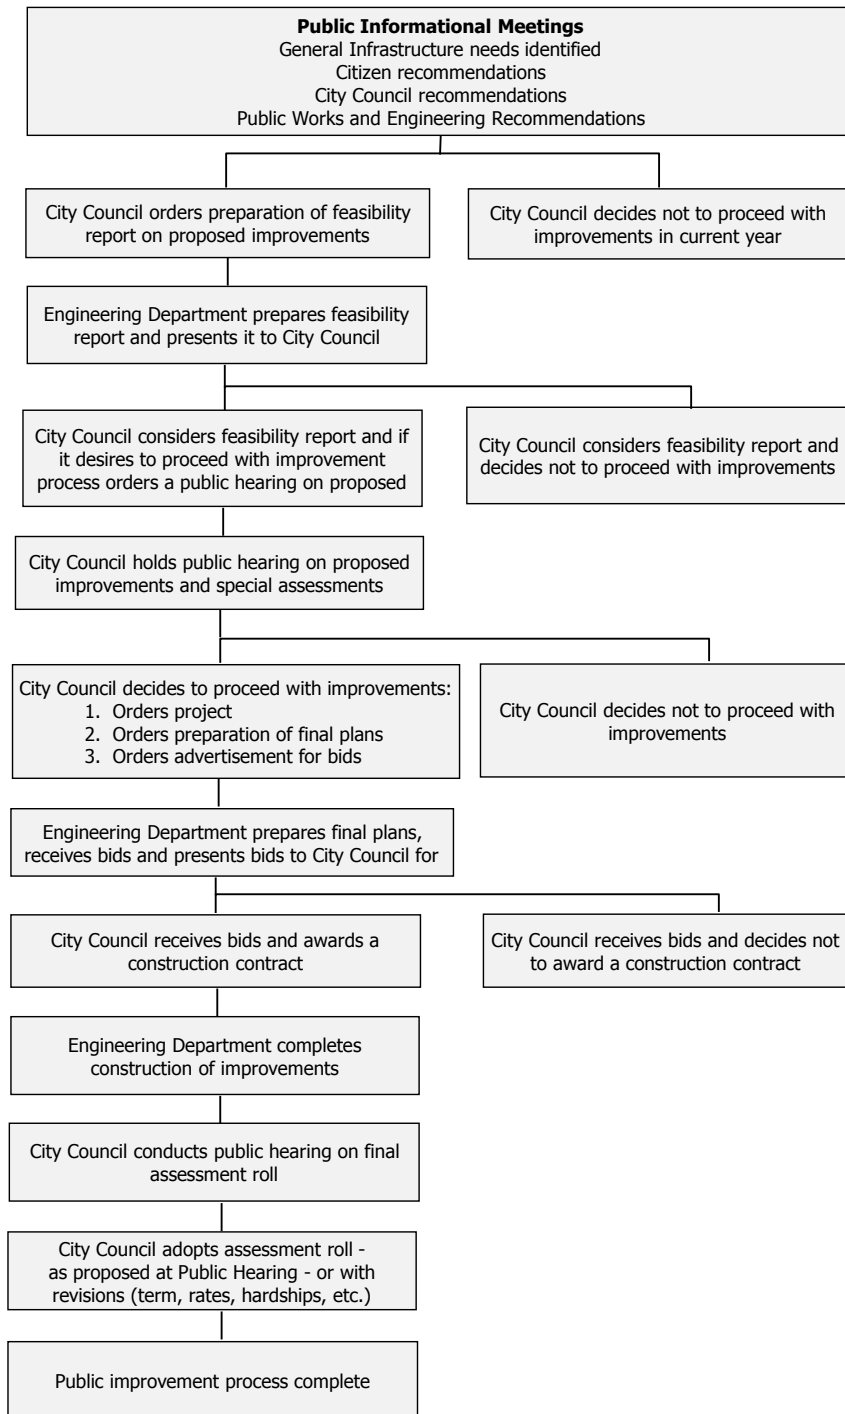 Public Informational Meetings
General Infrastructure needs identified
Citizen recommendations
City Council recommendations
Public Works and Engineering Recommendations
City Council orders preparation of feasibility
report on proposed improvements
City Council decides not to proceed with
improvements in current year
Engineering Department prepares feasibility
report and presents it to City Council
City Council considers feasibility report and if
it desires to proceed with improvement
process orders a public hearing on proposed
City Council considers feasibility report and
decides not to proceed with improvements
City Council holds public hearing on proposed
improvements and special assessments
City Council decides to proceed with improvements:
1. Orders project
2. Orders preparation of final plans
3. Orders advertisement for bids
City Council decides not to proceed with
improvements
Engineering Department prepares final plans,
receives bids and presents bids to City Council for
City Council receives bids and awards a
construction contract
City Council receives bids and decides not
to award a construction contract
Engineering Department completes
construction of improvements
City Council conducts public hearing on final
assessment roll
City Council adopts assessment roll -
as proposed at Public Hearing - or with
revisions (term, rates, hardships, etc.)
Public improvement process complete